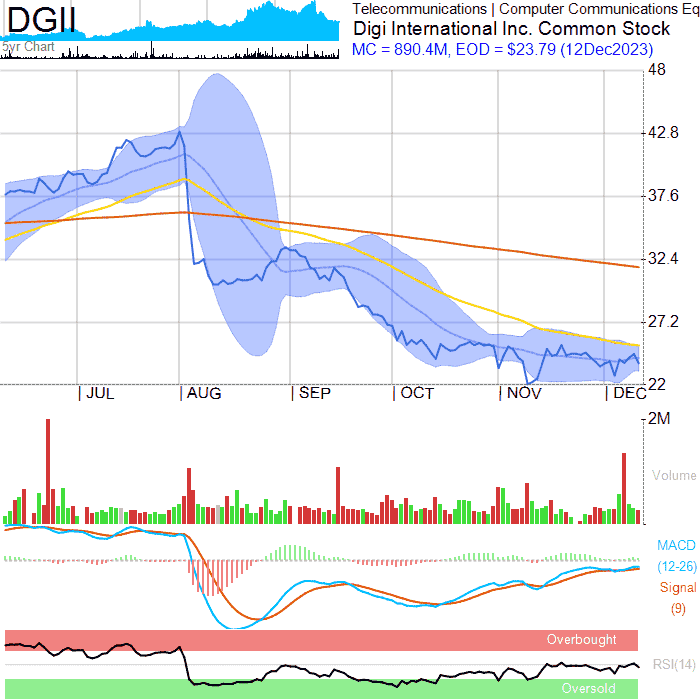 DGII
5yr Chart
Telecommunications | Computer Communications Eq
Digi International Inc. Common Stock
MC = 890.4M, EOD = $23.79 (12Dec2023)
48
42.8
37.6
32.4
27.2
22
JUL AUG SEP OCT NOV DEC
2M
Volume
MACD
(12-26)
Signal
(9)
Overbought
RSI(14)
Oversold